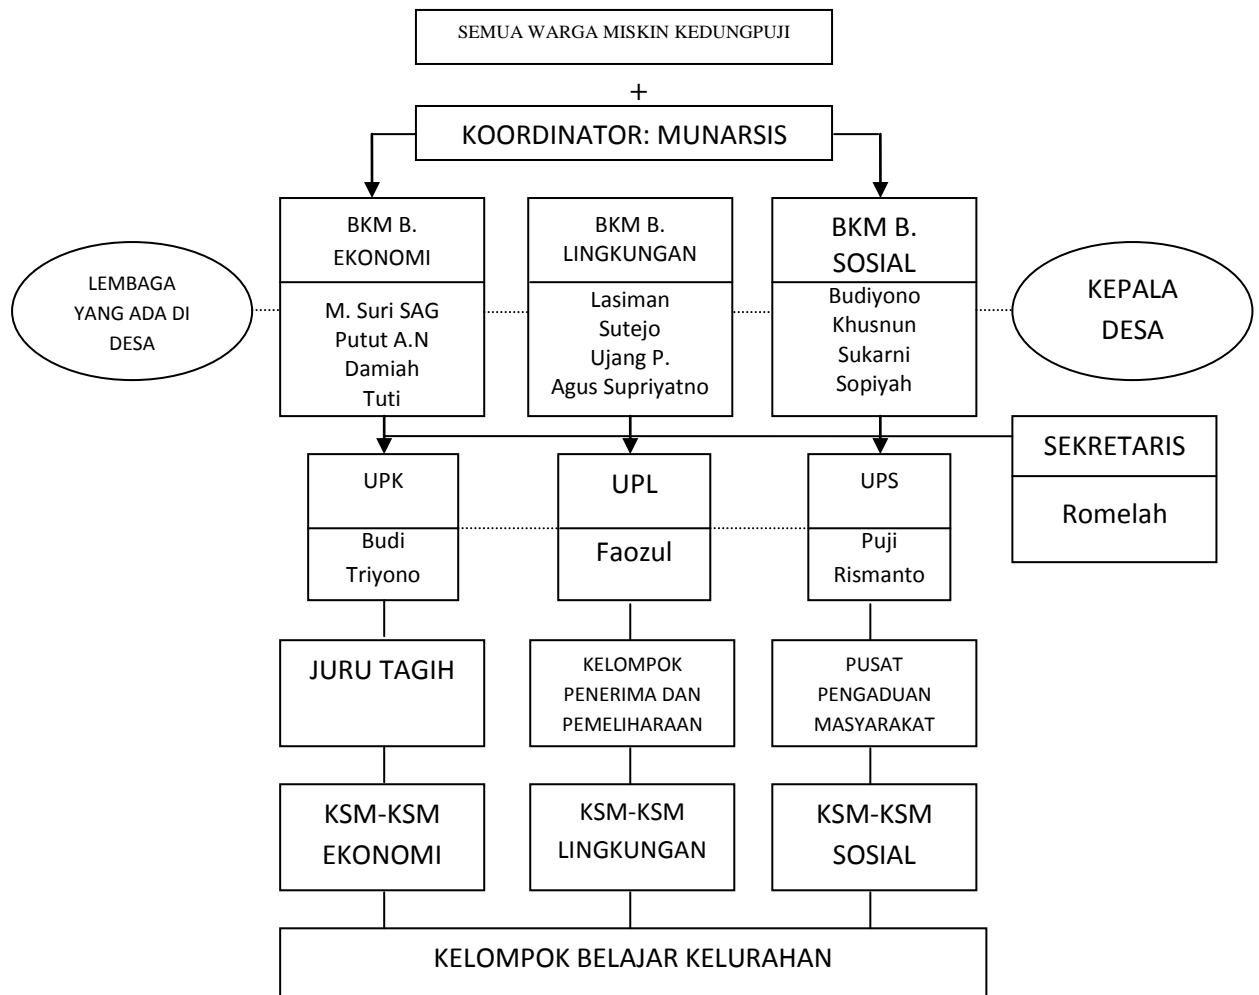 SEMUA WARGA MISKIN KEDUNGPUJI
+
KOORDINATOR: MUNARSIS
BKM B.
EKONOMI
M. Suri SAG
Putut A.N
Damiah
Tuti
BKM B.
LINGKUNGAN
Lasiman
Sutejo
Ujang P.
Agus Supriyatno
BKM B.
SOSIAL
Budiyono
Khusnun
Sukarni
Sopiyah
LEMBAGA
YANG ADA DI
DESA
KEPALA
DESA
SEKRETARIS
Romelah
UPK
Budi
Triyono
UPL
Faozul
UPS
Puji
Rismanto
JURU TAGIH
KELOMPOK
PENERIMA DAN
PEMELIHARAAN
PUSAT
PENGADUAN
MASYARAKAT
KSM-KSM
EKONOMI
KSM-KSM
LINGKUNGAN
KSM-KSM
SOSIAL
KELOMPOK BELAJAR KELURAHAN